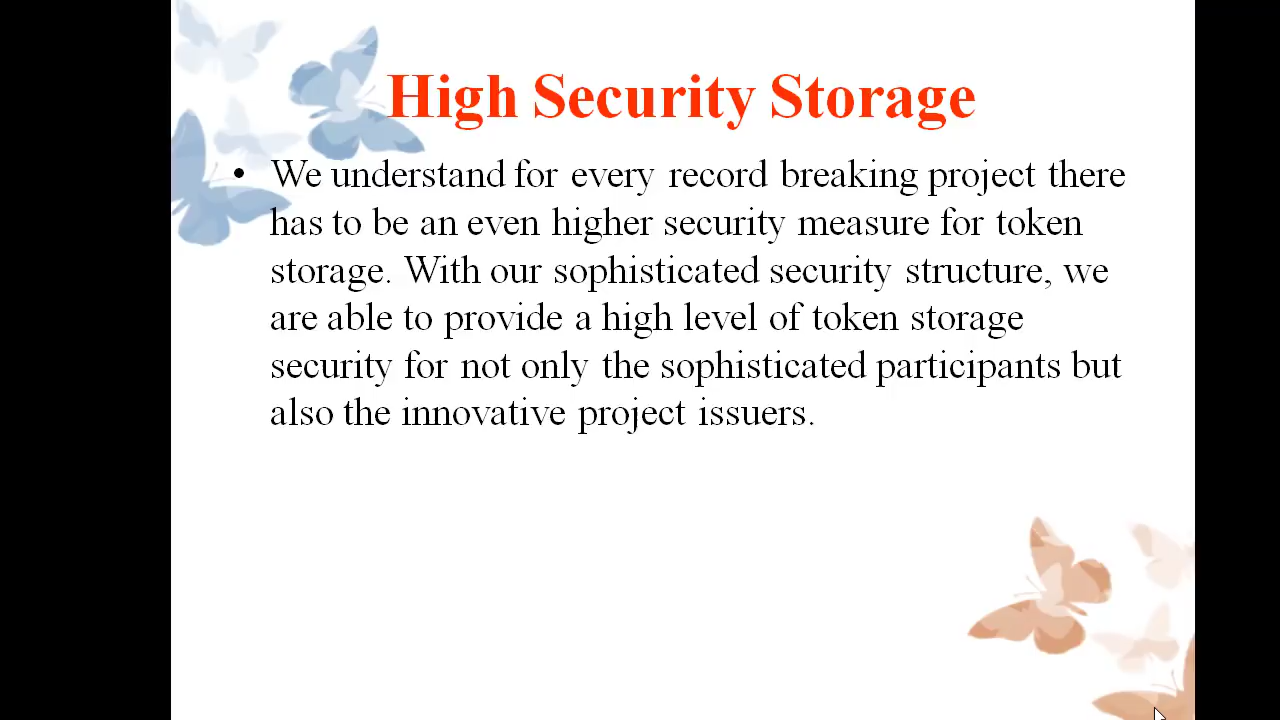 High Security Storage
• We understand for every record breaking project there
has to be an even higher security measure for token
storage. With our sophisticated security structure, we
are able to provide a high level of token storage
security for not only the sophisticated participants but
also the innovative project issuers.